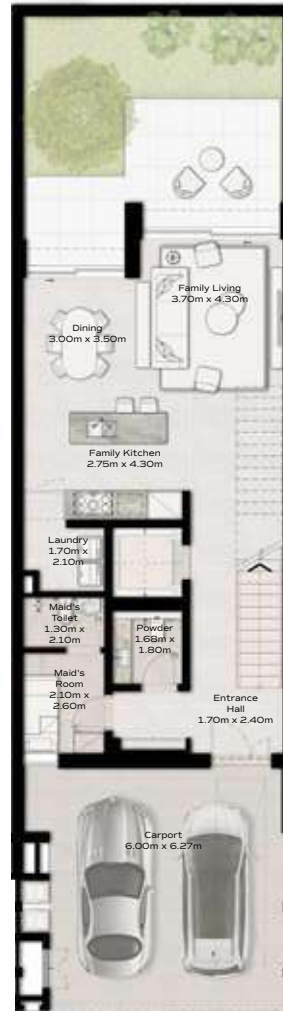 Family Living
3.70m x 4.30m
Dining
3.00m x 3.50m
Family Kitchen
2.75m x 4.30m
Laundry
1.70m x
2.10m
Maid's
Toilet
1.30m x
2.10m
Powder
1.68m x
1.80m
Maid's
Room
2.10m x
2.60m
Entrance
Hall
1.70m x 2.40m
Carport
6.00m x 6.27m